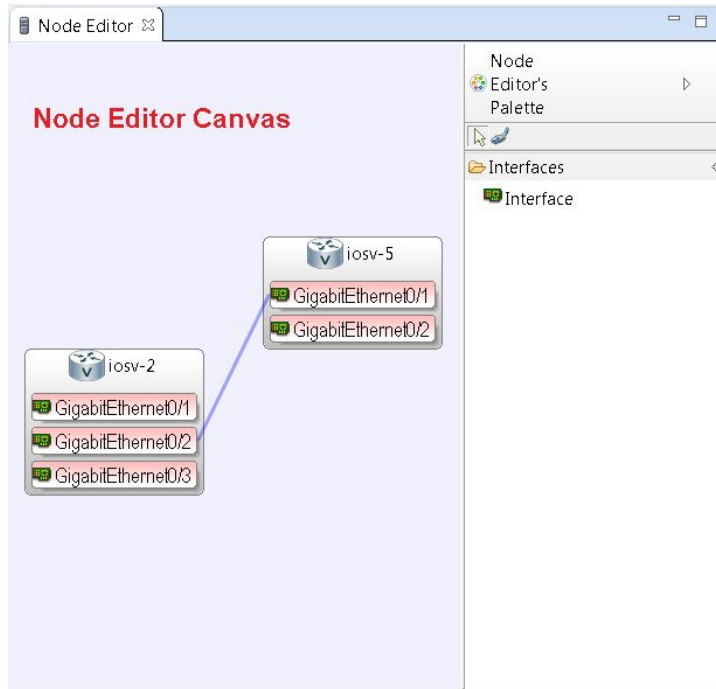 Node Editor
Node
Editor's
Palette
Node Editor Canvas
Interfaces
Interface
iosv-5
GigabitEthernet0/1
GigabitEthernet0/2
iosv-2
GigabitEthernet0/1
GigabitEthernet0/2
GigabitEthernet0/3